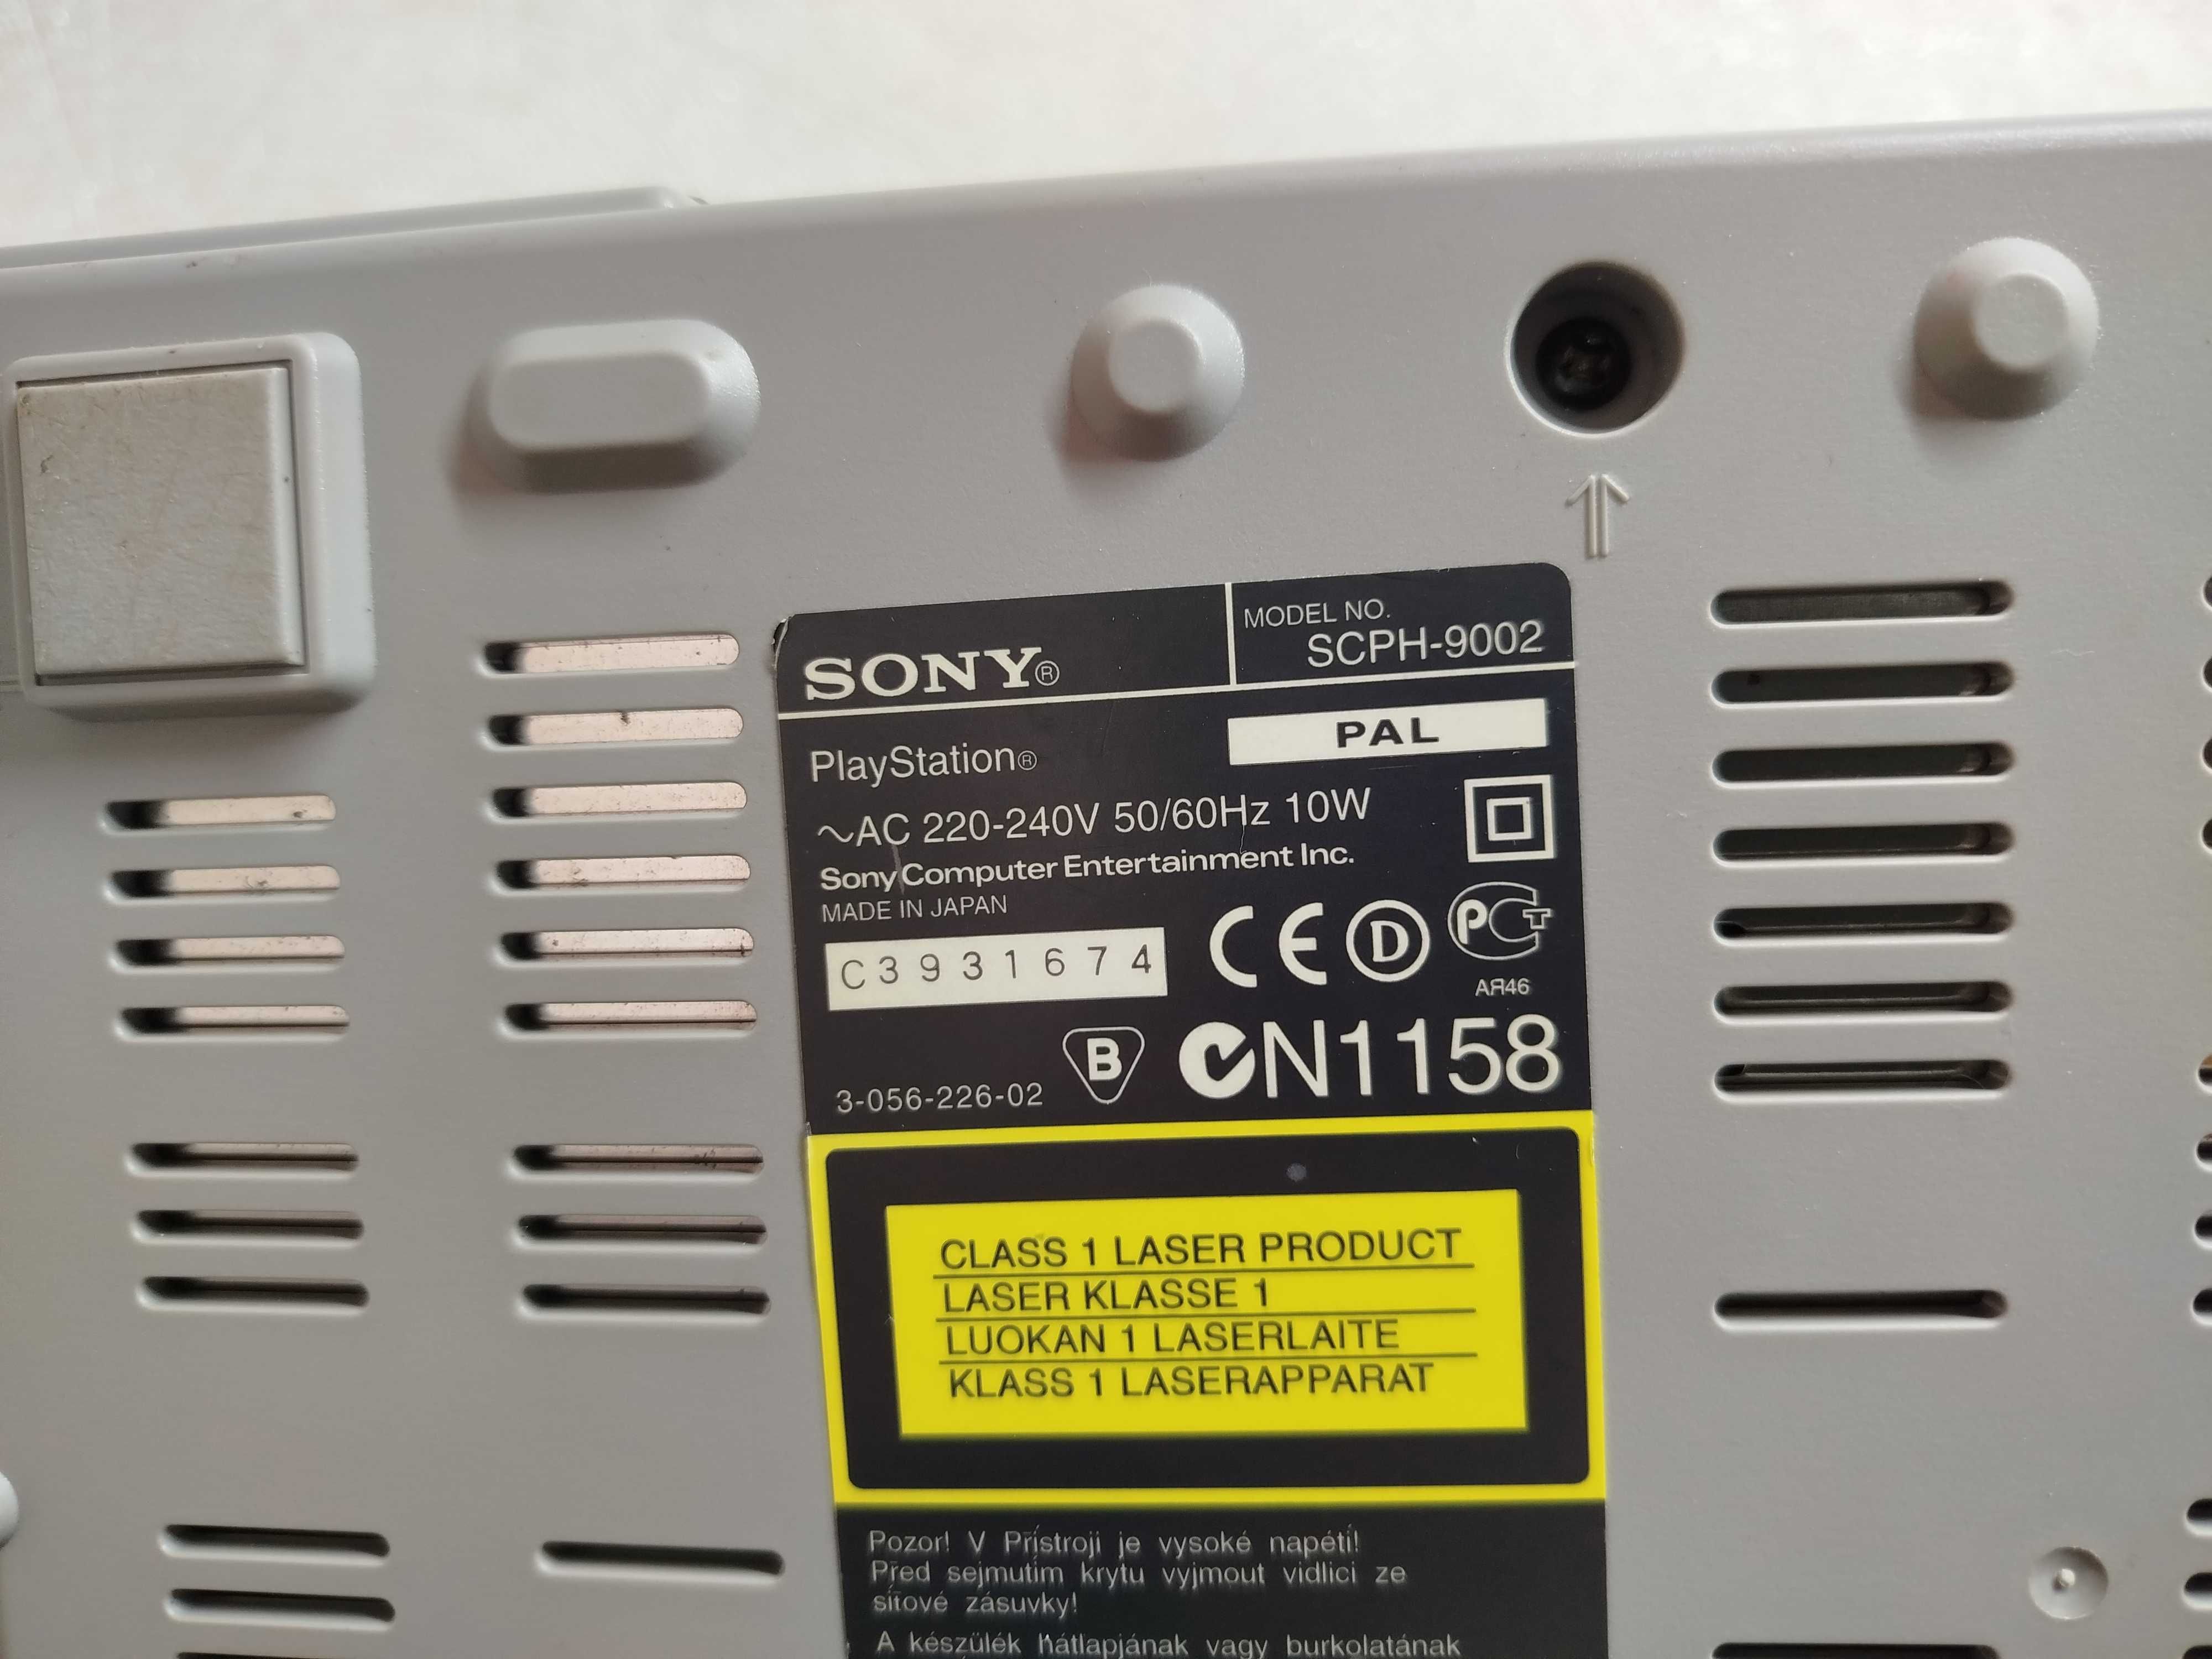 MODEL NO.
SONY® SCPH-9002
PAL
PlayStation®
~AC 220-240V 50/60Hz 10W
Sony Computer Entertainment Inc.
MADE IN JAPAN
C3931674
CE D PCT
AЯ46
B N1158
3-056-226-02
CLASS 1 LASER PRODUCT
LASER KLASSE 1
LUOKAN 1 LASERLAITE
KLASS 1 LASERAPPARAT
Pozor! V Přístroji je vysoké napětí!
Před sejmutím krytu vyjmout vidlici ze
síťové zásuvky!
A készülék hátlapjának vagy burkolatának